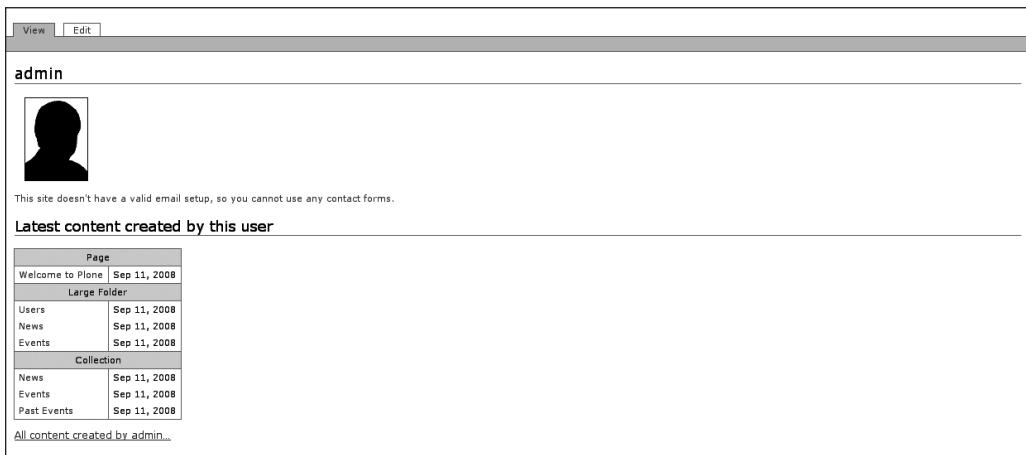 View Edit
admin
This site doesn't have a valid email setup, so you cannot use any contact forms.
Latest content created by this user
Page
Welcome to Plone Sep 11, 2008
Large Folder
Users Sep 11, 2008
News Sep 11, 2008
Events Sep 11, 2008
Collection
News Sep 11, 2008
Events Sep 11, 2008
Past Events Sep 11, 2008
All content created by admin...